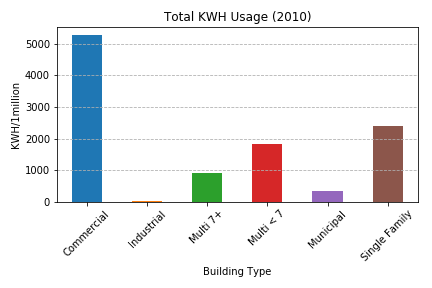 Total KWH Usage (2010)
KWH/1million
5000
4000
3000
2000
1000
0
Commercial
Industrial
Multi 7+
Multi < 7
Municipal
Single Family
Building Type